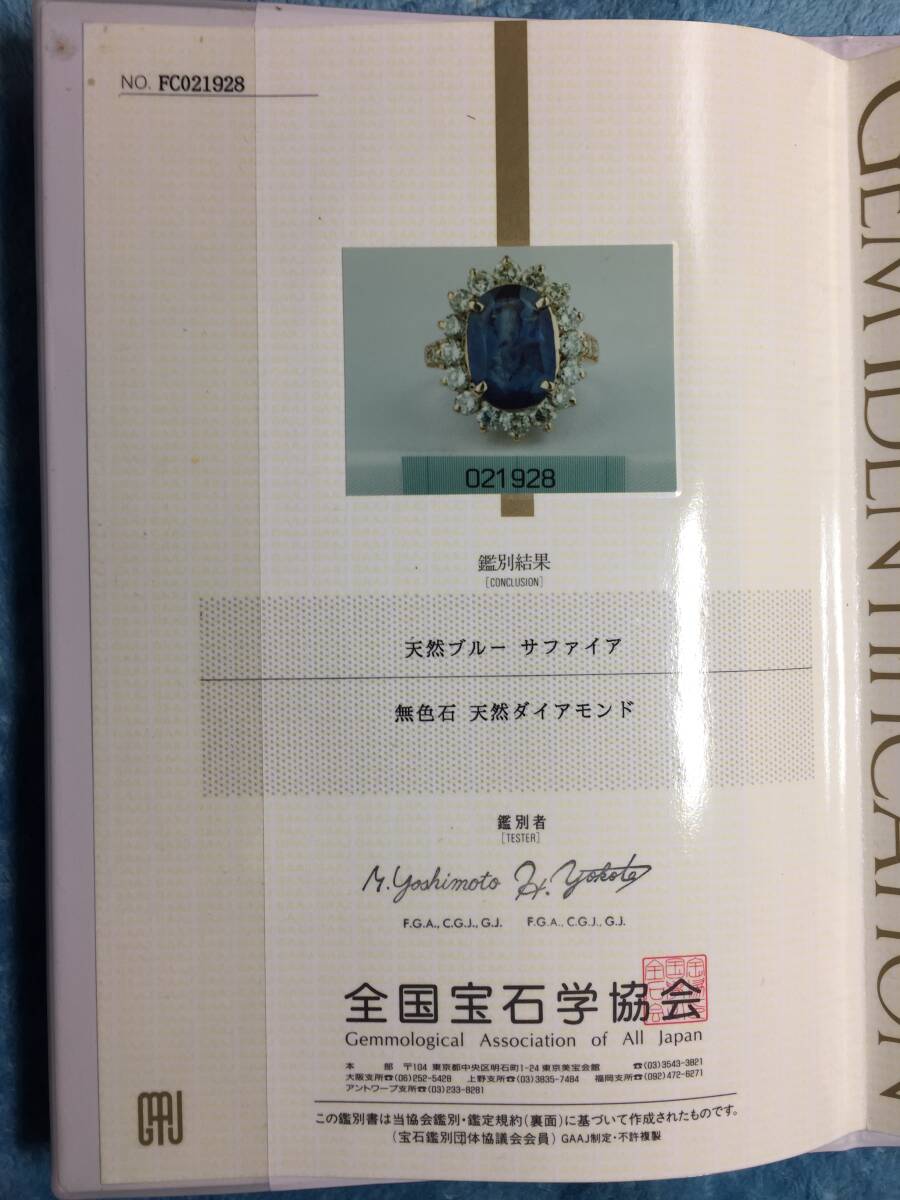 NO. FC021928
GEM IDENTIFICATION
021928
鑑別結果
[CONCLUSION]
天然ブルー サファイア
無色石 天然ダイアモンド
鑑別者
[TESTER]
M. Yoshimoto H. Yokota
F.G.A., C.G.J., G.J. F.G.A., C.G.J., G.J.
全国宝石学協会
Gemmological Association of All Japan
本 部 〒104 東京都中央区明石町1-24 東京美宝会館 ☎(03)3543-3821
大阪支所☎(06)252-5428 上野支所☎(03)3835-7484 福岡支所☎(092)472-6271
アントワープ支所☎(03)233-8281
この鑑別書は当協会鑑別・鑑定規約(裏面)に基づいて作成されたものです。
(宝石鑑別団体協議会会員) GAAJ制定・不許複製
GAAJ